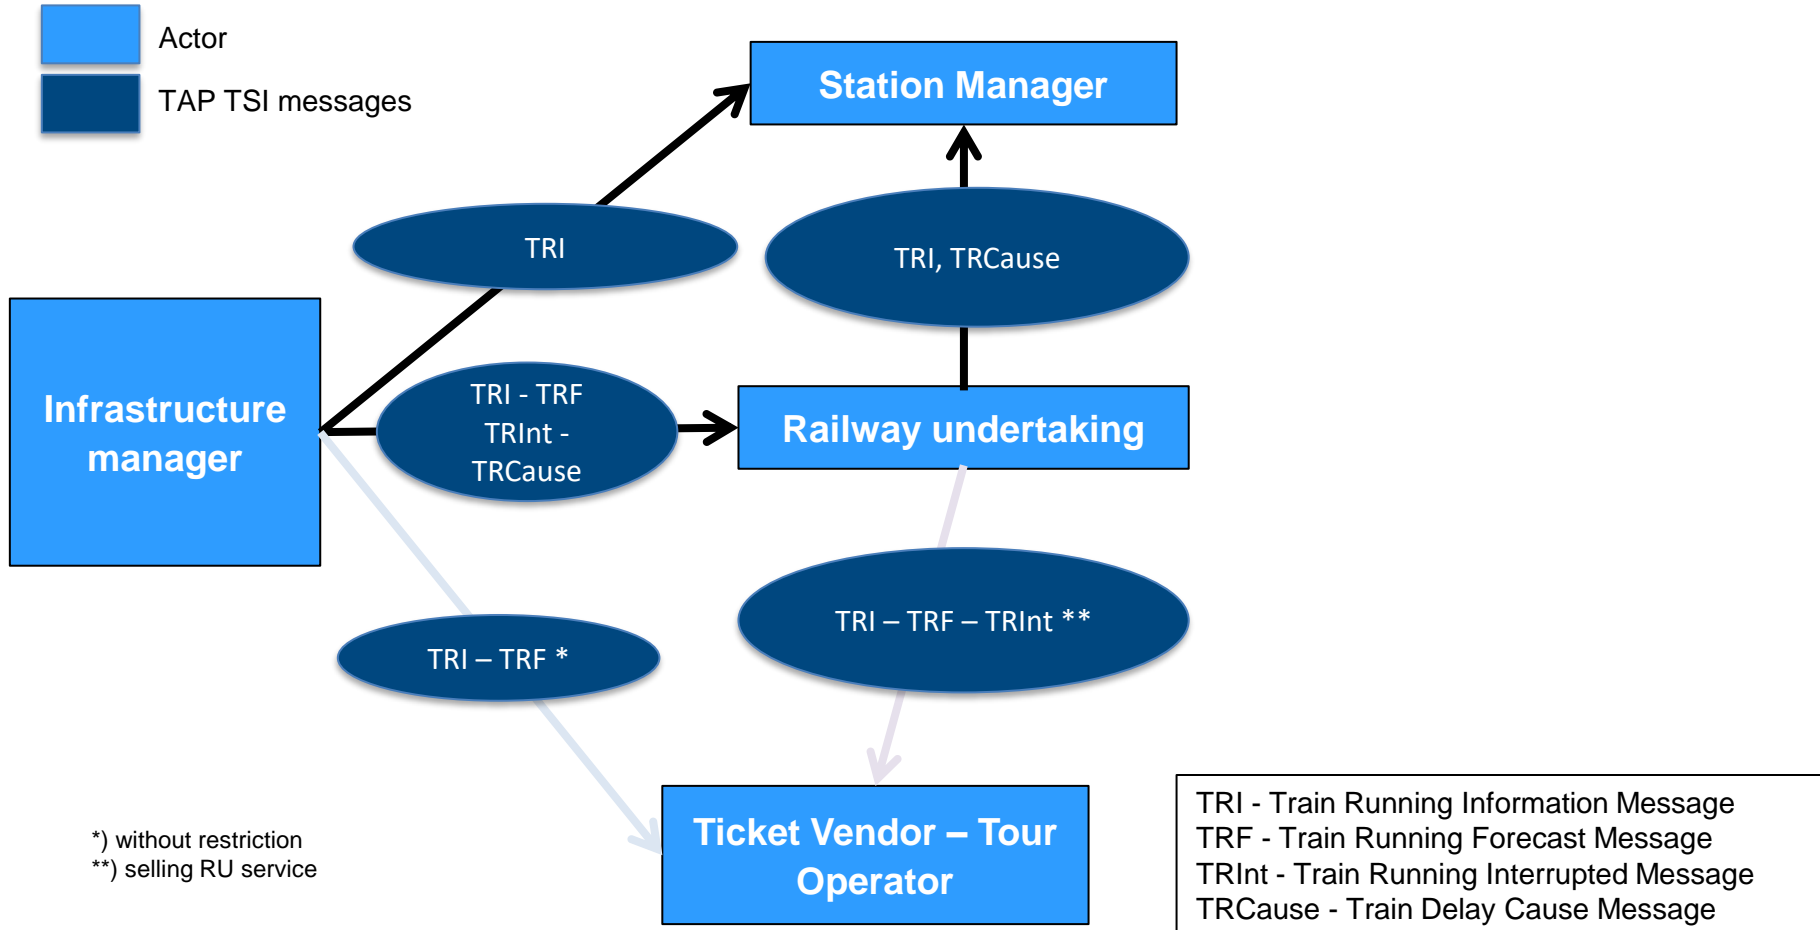 Actor
TAP TSI messages
Station Manager
TRI
TRI, TRCause
Infrastructure
manager
TRI - TRF
TRInt -
TRCause
Railway undertaking
TRI – TRF *
TRI – TRF – TRInt **
*) without restriction
**) selling RU service
Ticket Vendor – Tour
Operator
TRI - Train Running Information Message
TRF - Train Running Forecast Message
TRInt - Train Running Interrupted Message
TRCause - Train Delay Cause Message